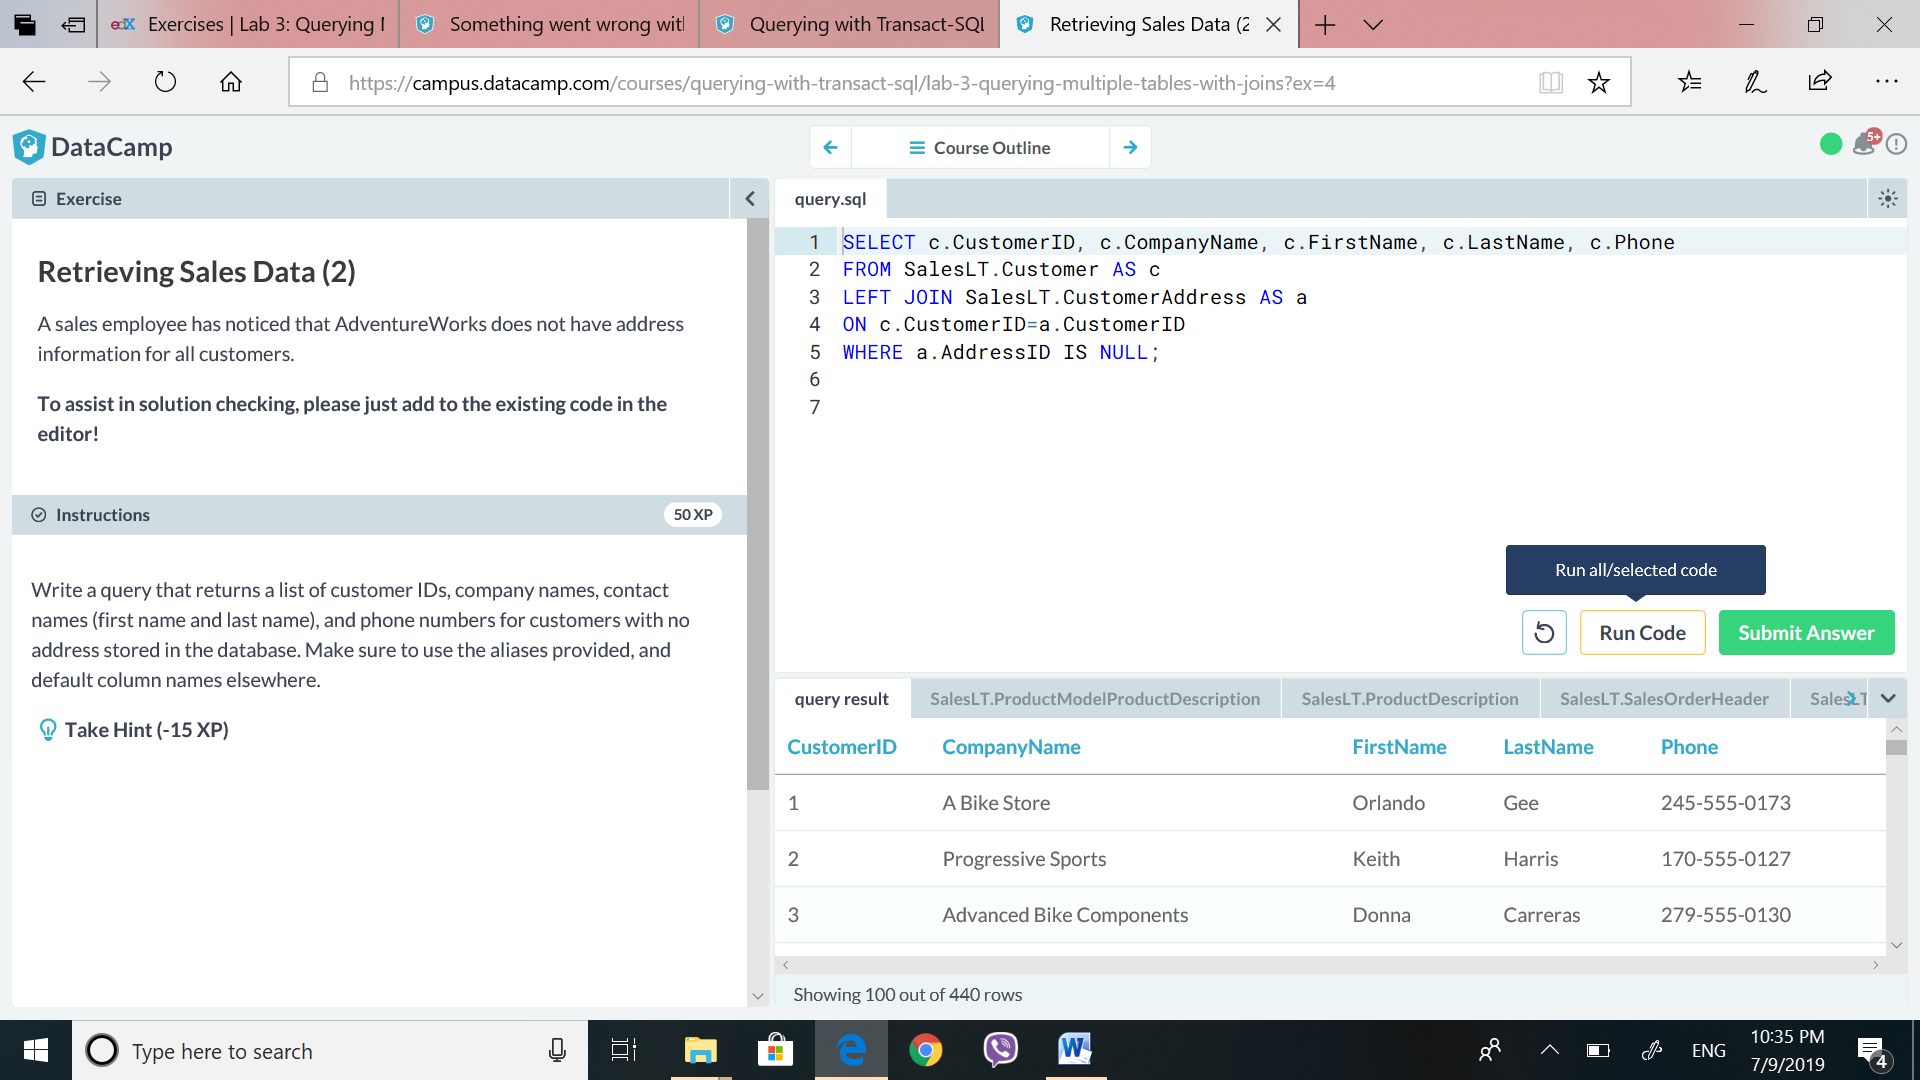 Exercises | Lab 3: Querying
Something went wrong wit
Querying with Transact-SQL
Retrieving Sales Data (2
https://campus.datacamp.com/courses/querying-with-transact-sql/lab-3-querying-multiple-tables-with-joins?ex=4
DataCamp
Course Outline
5+
Exercise
Retrieving Sales Data (2)
A sales employee has noticed that AdventureWorks does not have address
information for all customers.
To assist in solution checking, please just add to the existing code in the
editor!
Instructions
50 XP
Write a query that returns a list of customer IDs, company names, contact
names (first name and last name), and phone numbers for customers with no
address stored in the database. Make sure to use the aliases provided, and
default column names elsewhere.
Take Hint (-15 XP)
query.sql
1 SELECT c.CustomerID, c.CompanyName, c.FirstName, c.LastName, c.Phone
2 FROM SalesLT.Customer AS c
3 LEFT JOIN SalesLT.CustomerAddress AS a
4 ON c.CustomerID=a.CustomerID
5 WHERE a.AddressID IS NULL;
6
7
Run all/selected code
Run Code
Submit Answer
query result SalesLT.ProductModelProductDescription SalesLT.ProductDescription SalesLT.SalesOrderHeader SalesLT
CustomerID CompanyName FirstName LastName Phone
1 A Bike Store Orlando Gee 245-555-0173
2 Progressive Sports Keith Harris 170-555-0127
3 Advanced Bike Components Donna Carreras 279-555-0130
Showing 100 out of 440 rows
Type here to search
ENG
10:35 PM
7/9/2019
4